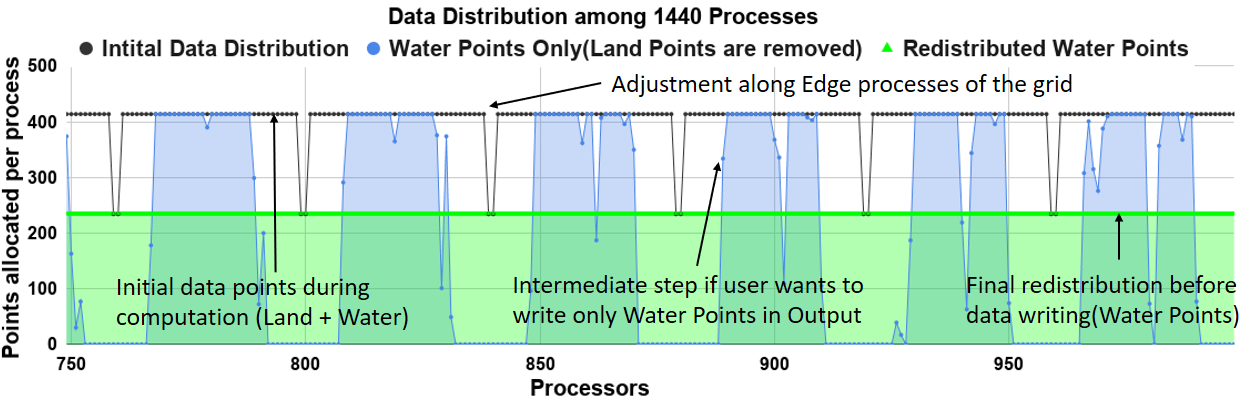 Data Distribution among 1440 Processes
Intital Data Distribution
Water Points Only(Land Points are removed)
Redistributed Water Points
Points allocated per process
500
400
300
200
100
0
Adjustment along Edge processes of the grid
Initial data points during
computation (Land + Water)
Intermediate step if user wants to
write only Water Points in Output
Final redistribution before
data writing(Water Points)
750
800
850
900
950
Processors